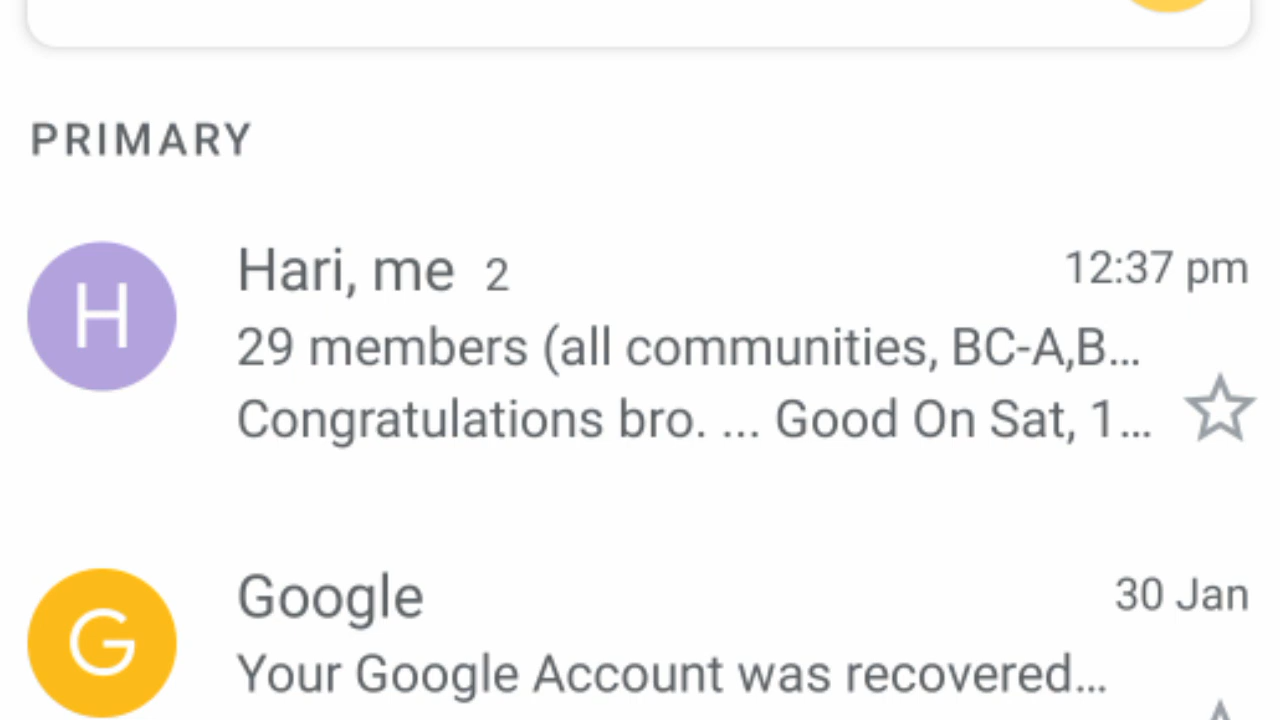 PRIMARY
H
Hari, me 2
12:37 pm
29 members (all communities, BC-A,B...
Congratulations bro. ... Good On Sat, 1...
G
Google
30 Jan
Your Google Account was recovered...